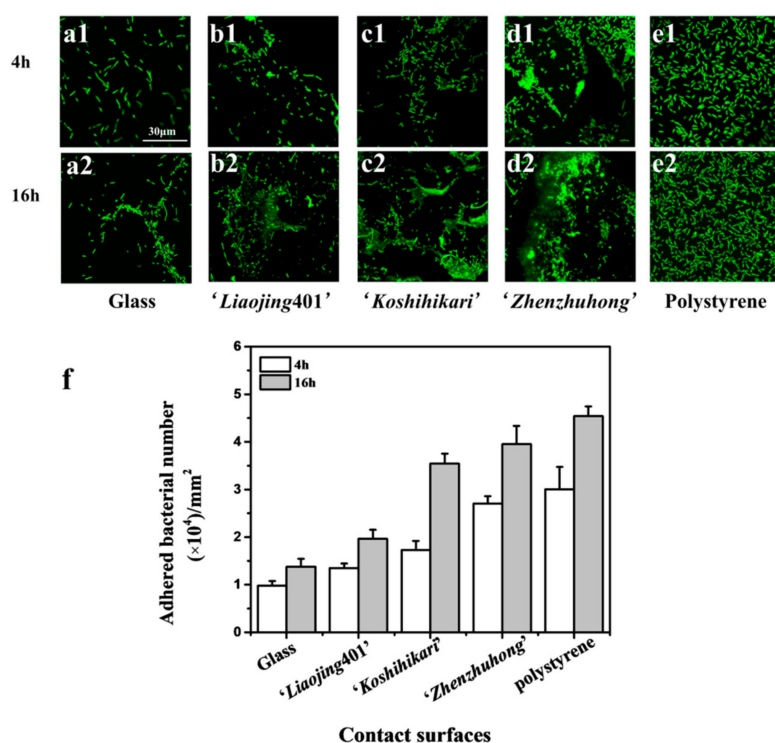 a1 b1 c1 d1 e1
4h
30μm
a2 b2 c2 d2 e2
16h
Glass ‘Liaojing401’ ‘Koshihikari’ ‘Zhenzhuhong’ Polystyrene
f
6
4h
16h
5
4
3
2
1
0
Adhered bacterial number
(×10⁴)/mm²
Glass ‘Liaojing401’ ‘Koshihikari’ ‘Zhenzhuhong’ polystyrene
Contact surfaces